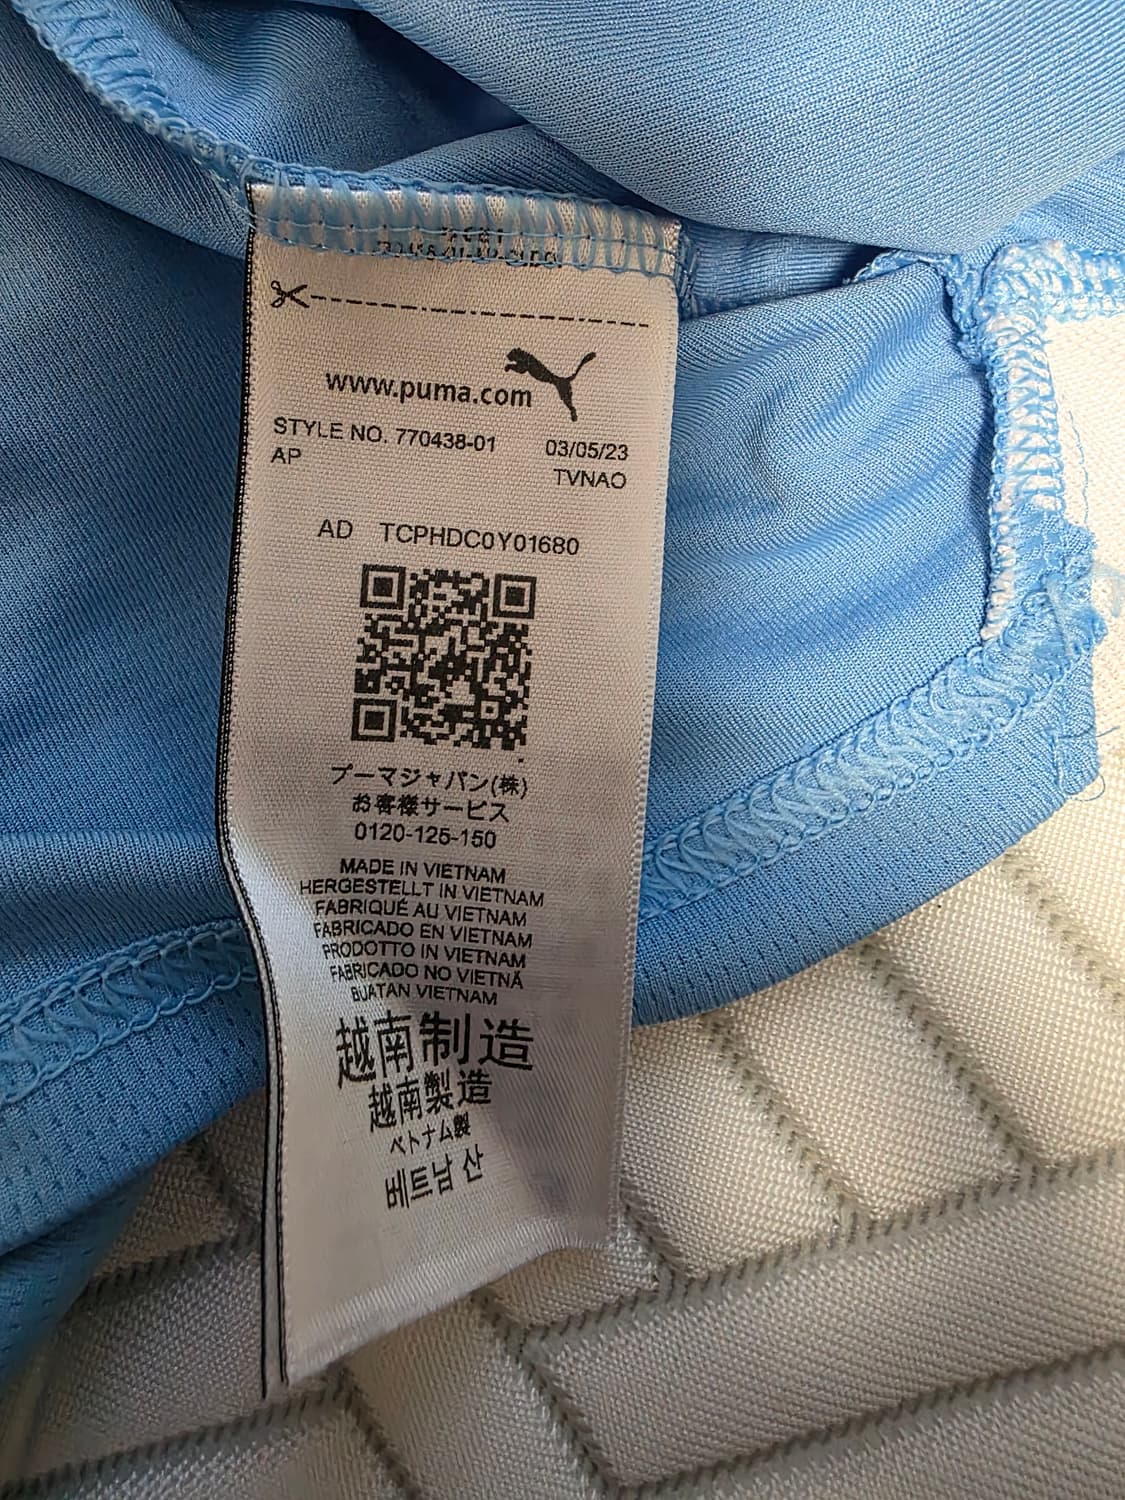 www.puma.com
STYLE NO. 770438-01 03/05/23
AP TVNAO
AD TCPHDC0Y01680
プーマジャパン(株)
お客様サービス
0120-125-150
MADE IN VIETNAM
HERGESTELLT IN VIETNAM
FABRIQUÉ AU VIETNAM
FABRICADO EN VIETNAM
PRODOTTO IN VIETNAM
FABRICADO NO VIETNÃ
BUATAN VIETNAM
越南制造
越南製造
ベトナム製
베트남 산